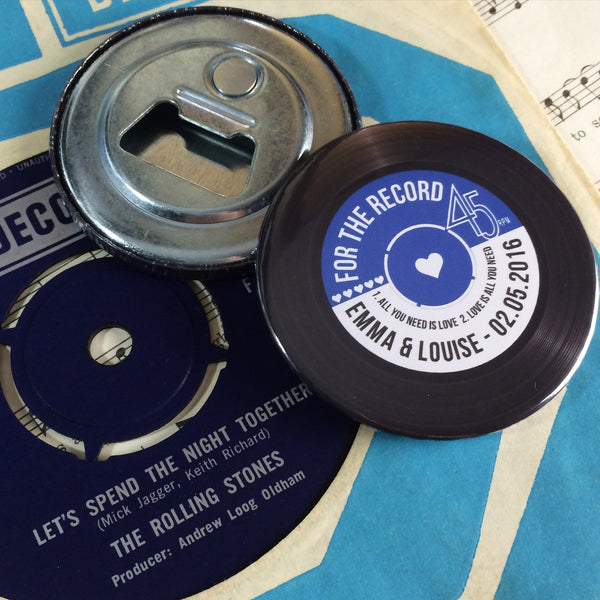 FOR THE RECORD
45
RPM
1. ALL YOU NEED IS LOVE 2. LOVE IS ALL YOU NEED
EMMA & LOUISE - 02.05.2016
LET'S SPEND THE NIGHT TOGETHER
(Mick Jagger, Keith Richard)
THE ROLLING STONES
Producer: Andrew Loog Oldham
to